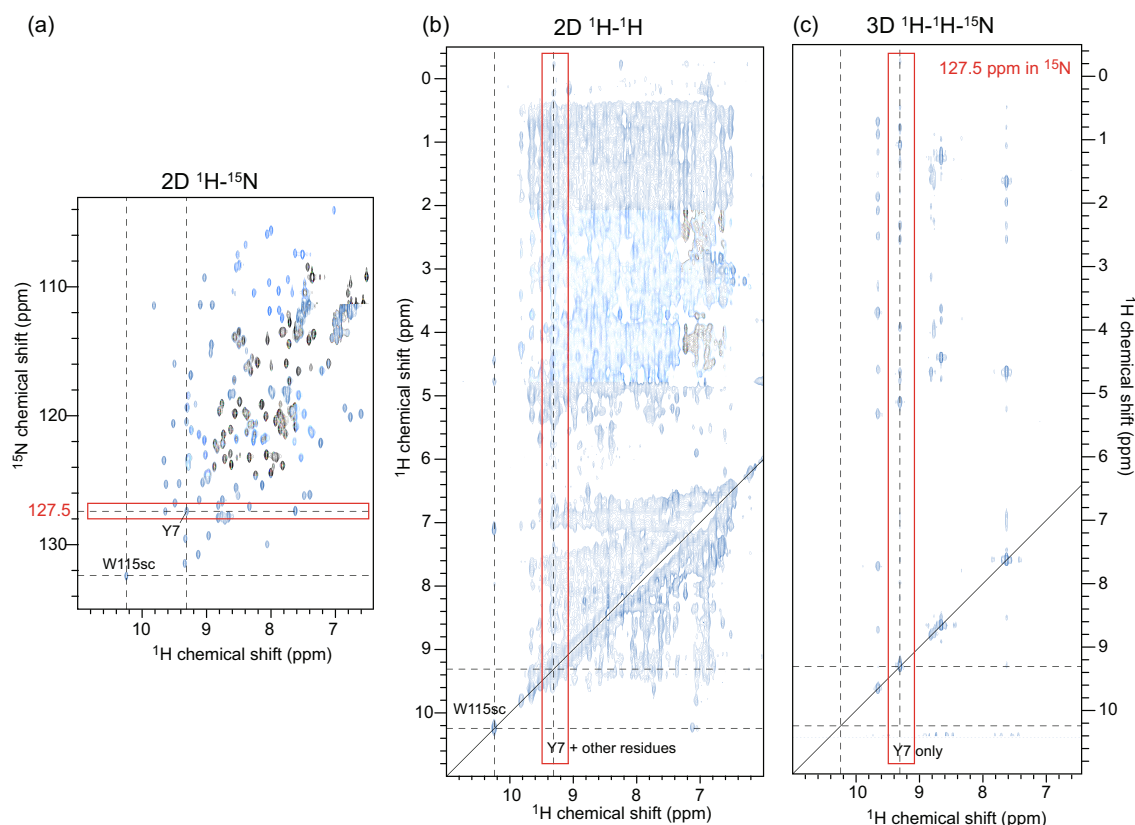 (a)
2D ¹H-¹⁵N
110
120
127.5
130
Y7
W115sc
10 9 8 7
¹H chemical shift (ppm)
¹⁵N chemical shift (ppm)
(b)
2D ¹H-¹H
0
1
2
3
4
5
6
7
8
9
10
W115sc
Y7 + other residues
10 9 8 7
¹H chemical shift (ppm)
¹H chemical shift (ppm)
(c)
3D ¹H-¹H-¹⁵N
127.5 ppm in ¹⁵N
0
1
2
3
4
5
6
7
8
9
10
Y7 only
10 9 8 7
¹H chemical shift (ppm)
¹H chemical shift (ppm)